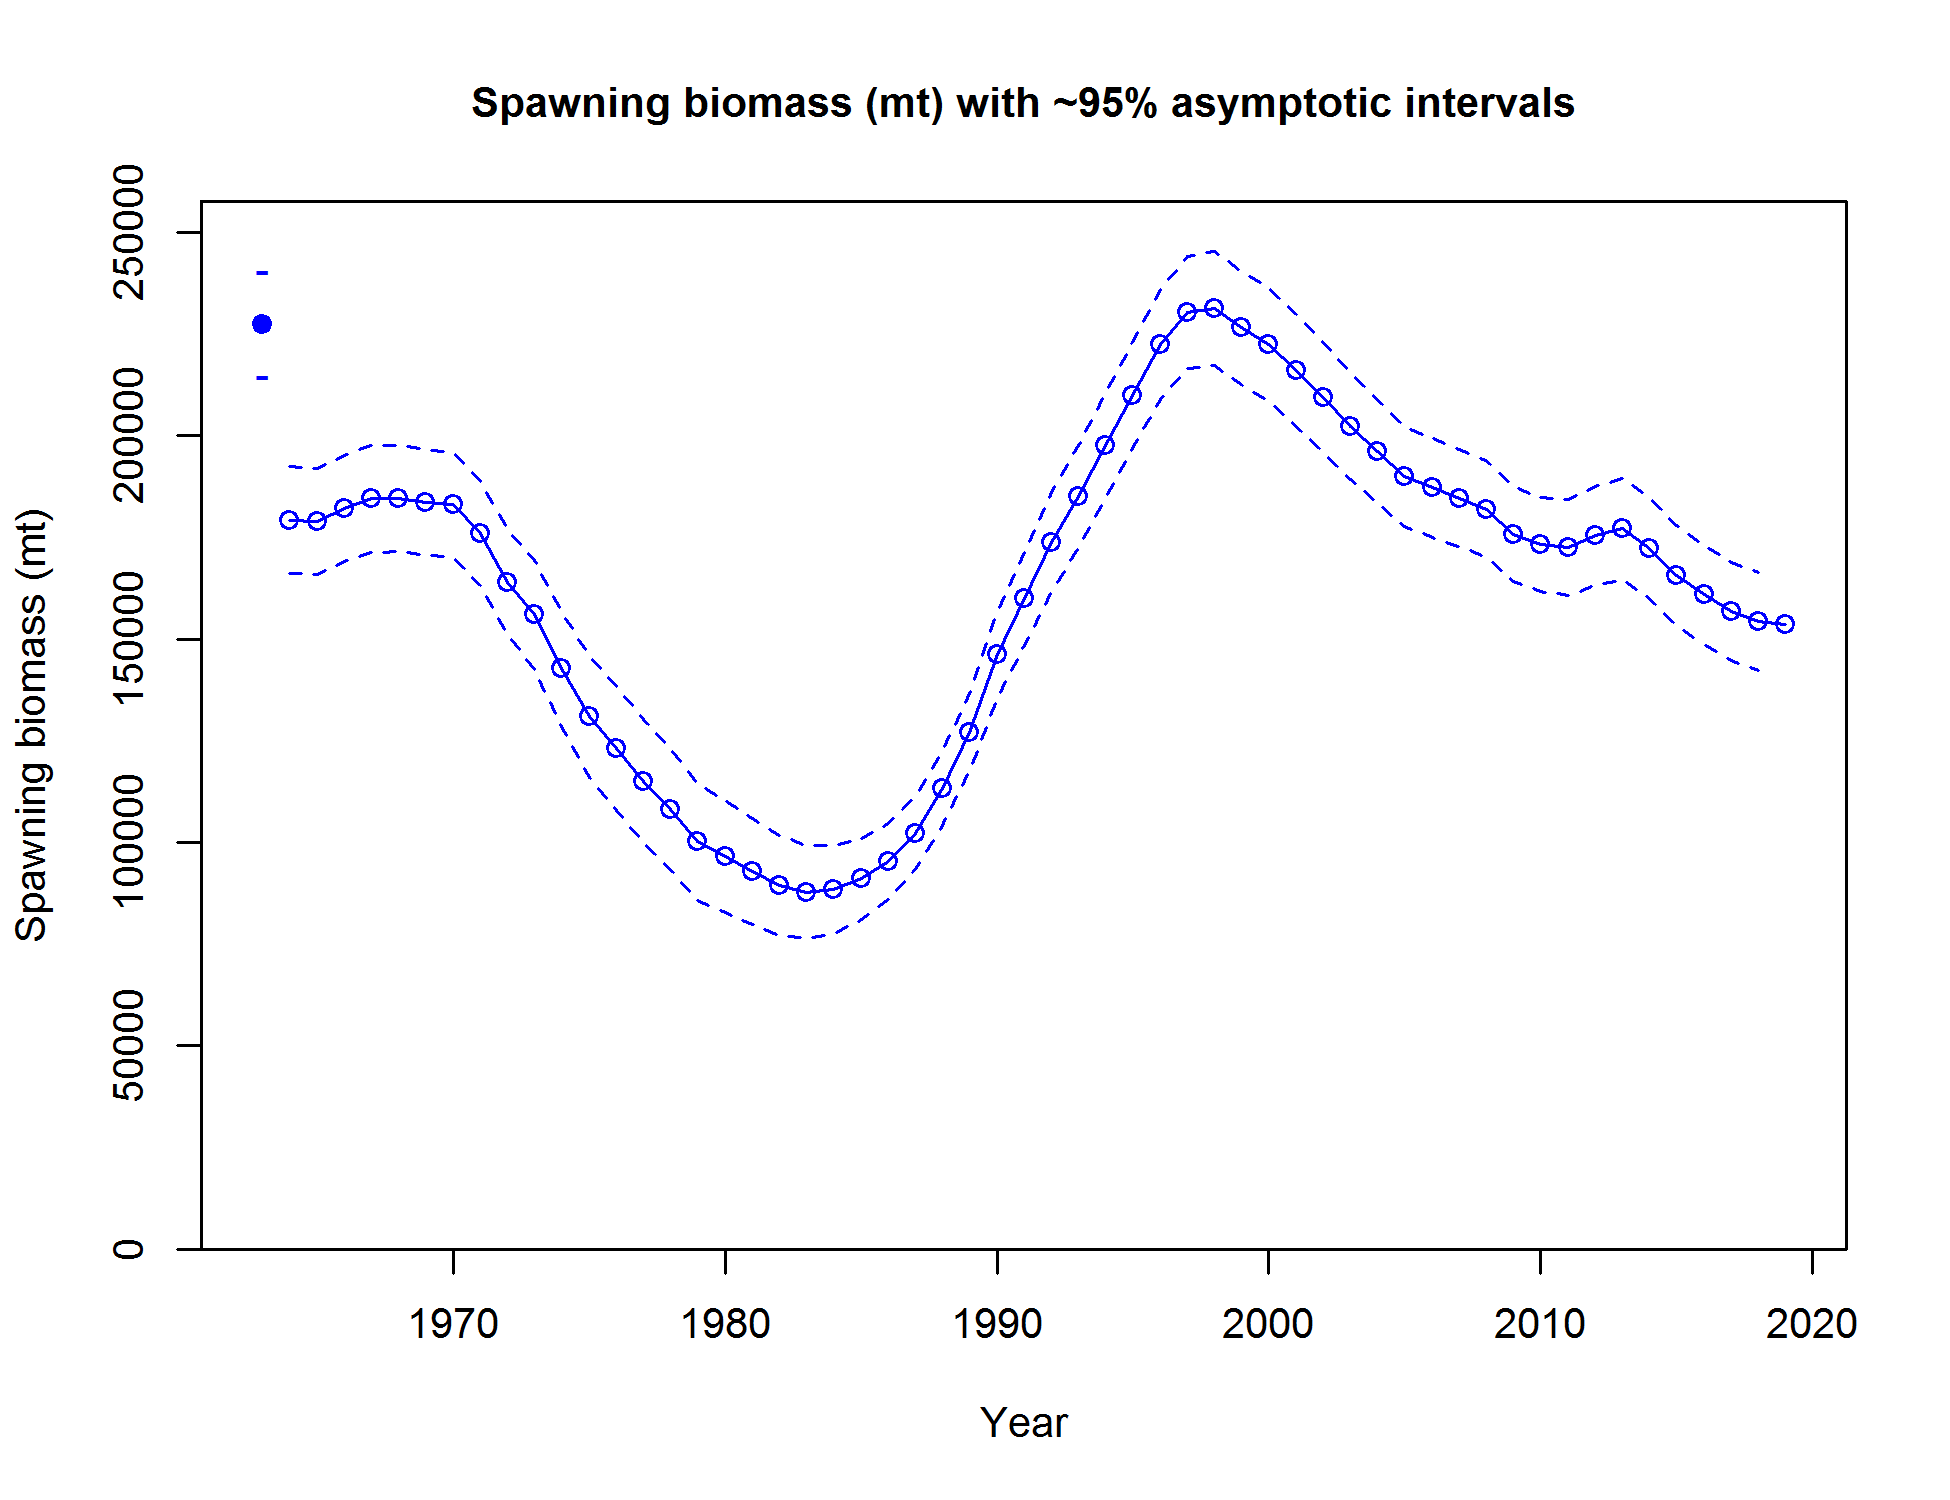 Spawning biomass (mt) with ~95% asymptotic intervals
Spawning biomass (mt)
250000
200000
150000
100000
50000
0
1970 1980 1990 2000 2010 2020
Year